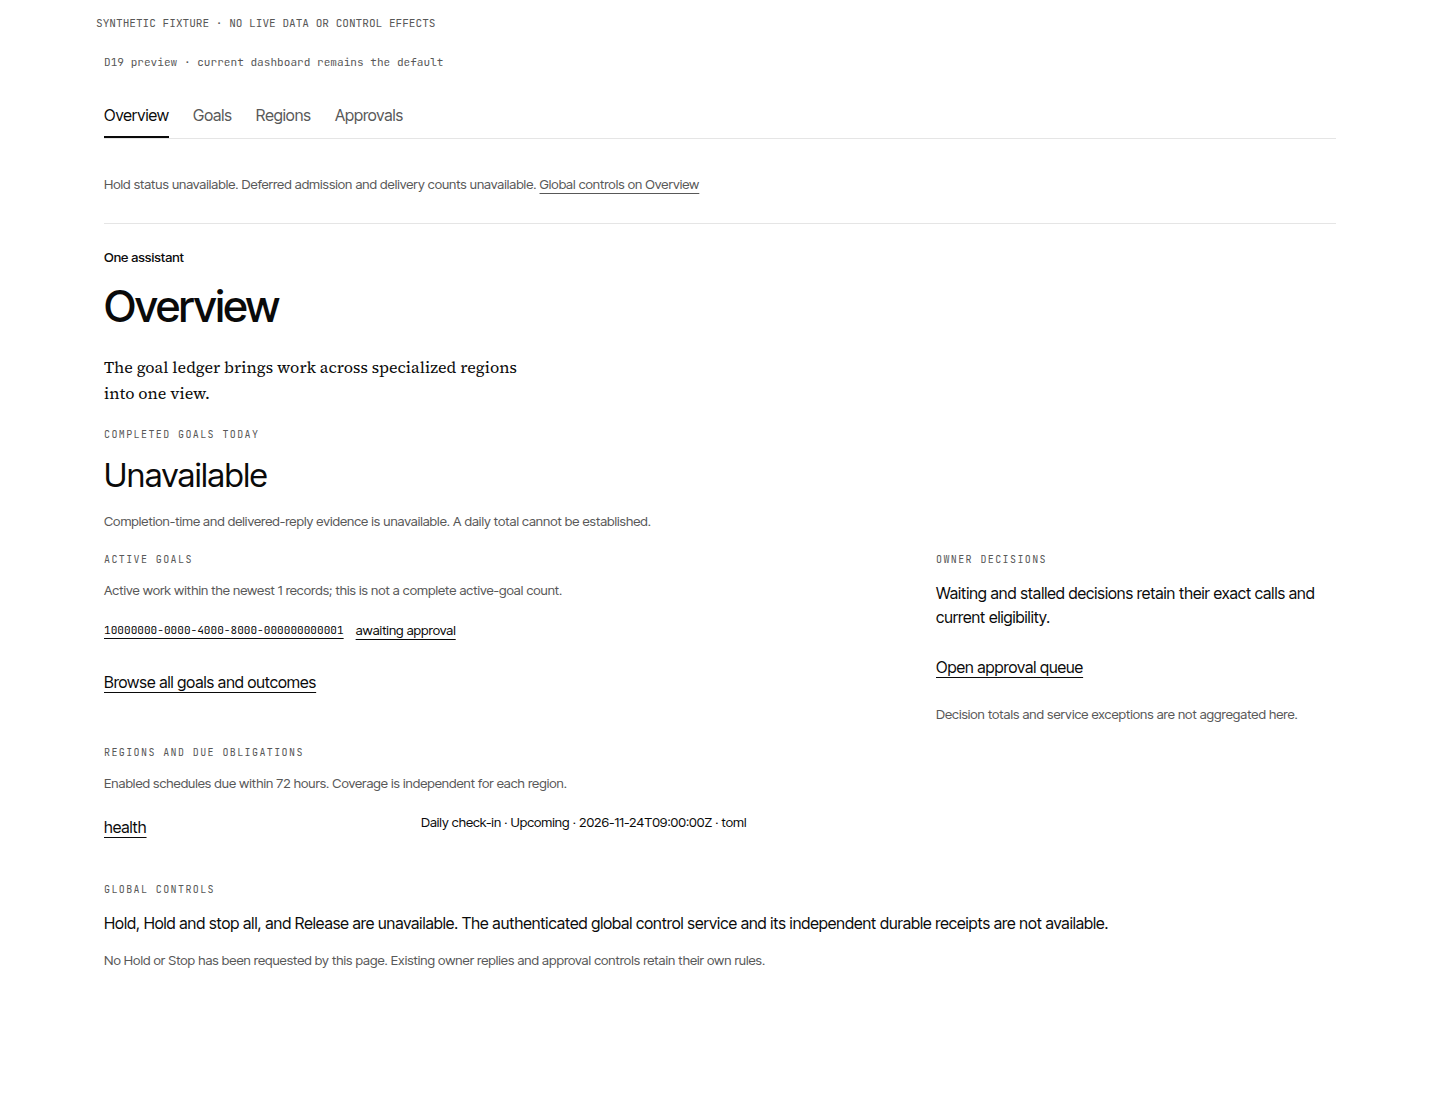 SYNTHETIC FIXTURE · NO LIVE DATA OR CONTROL EFFECTS
D19 preview · current dashboard remains the default
Overview Goals Regions Approvals
Hold status unavailable. Deferred admission and delivery counts unavailable. Global controls on Overview
One assistant
Overview
The goal ledger brings work across specialized regions
into one view.
COMPLETED GOALS TODAY
Unavailable
Completion-time and delivered-reply evidence is unavailable. A daily total cannot be established.
ACTIVE GOALS
Active work within the newest 1 records; this is not a complete active-goal count.
10000000-0000-4000-8000-000000000001 awaiting approval
Browse all goals and outcomes
OWNER DECISIONS
Waiting and stalled decisions retain their exact calls and
current eligibility.
Open approval queue
Decision totals and service exceptions are not aggregated here.
REGIONS AND DUE OBLIGATIONS
Enabled schedules due within 72 hours. Coverage is independent for each region.
health Daily check-in · Upcoming · 2026-11-24T09:00:00Z · toml
GLOBAL CONTROLS
Hold, Hold and stop all, and Release are unavailable. The authenticated global control service and its independent durable receipts are not available.
No Hold or Stop has been requested by this page. Existing owner replies and approval controls retain their own rules.